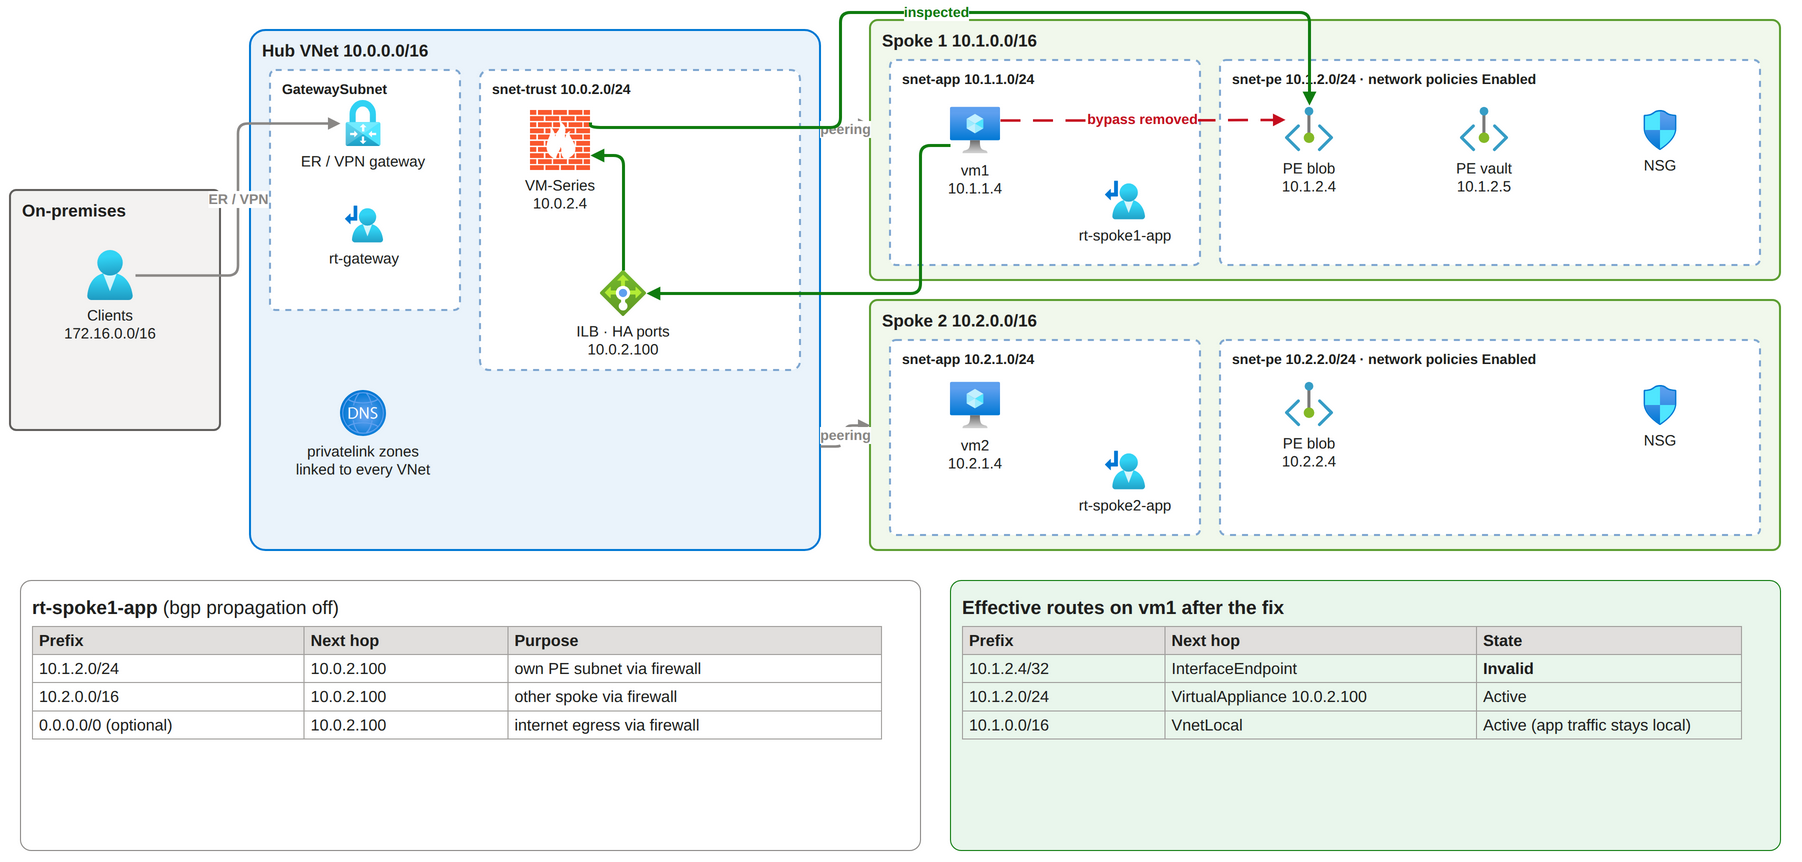 inspected
Hub VNet 10.0.0.0/16
GatewaySubnet
ER / VPN gateway
rt-gateway
snet-trust 10.0.2.0/24
VM-Series
10.0.2.4
ILB · HA ports
10.0.2.100
DNS
privatelink zones
linked to every VNet
On-premises
Clients
172.16.0.0/16
ER / VPN
peering
peering
Spoke 1 10.1.0.0/16
snet-app 10.1.1.0/24
vm1
10.1.1.4
rt-spoke1-app
bypass removed
snet-pe 10.1.2.0/24 · network policies Enabled
PE blob
10.1.2.4
PE vault
10.1.2.5
NSG
Spoke 2 10.2.0.0/16
snet-app 10.2.1.0/24
vm2
10.2.1.4
rt-spoke2-app
snet-pe 10.2.2.0/24 · network policies Enabled
PE blob
10.2.2.4
NSG
rt-spoke1-app (bgp propagation off)
Prefix Next hop Purpose
10.1.2.0/24 10.0.2.100 own PE subnet via firewall
10.2.0.0/16 10.0.2.100 other spoke via firewall
0.0.0.0/0 (optional) 10.0.2.100 internet egress via firewall
Effective routes on vm1 after the fix
Prefix Next hop State
10.1.2.4/32 InterfaceEndpoint Invalid
10.1.2.0/24 VirtualAppliance 10.0.2.100 Active
10.1.0.0/16 VnetLocal Active (app traffic stays local)